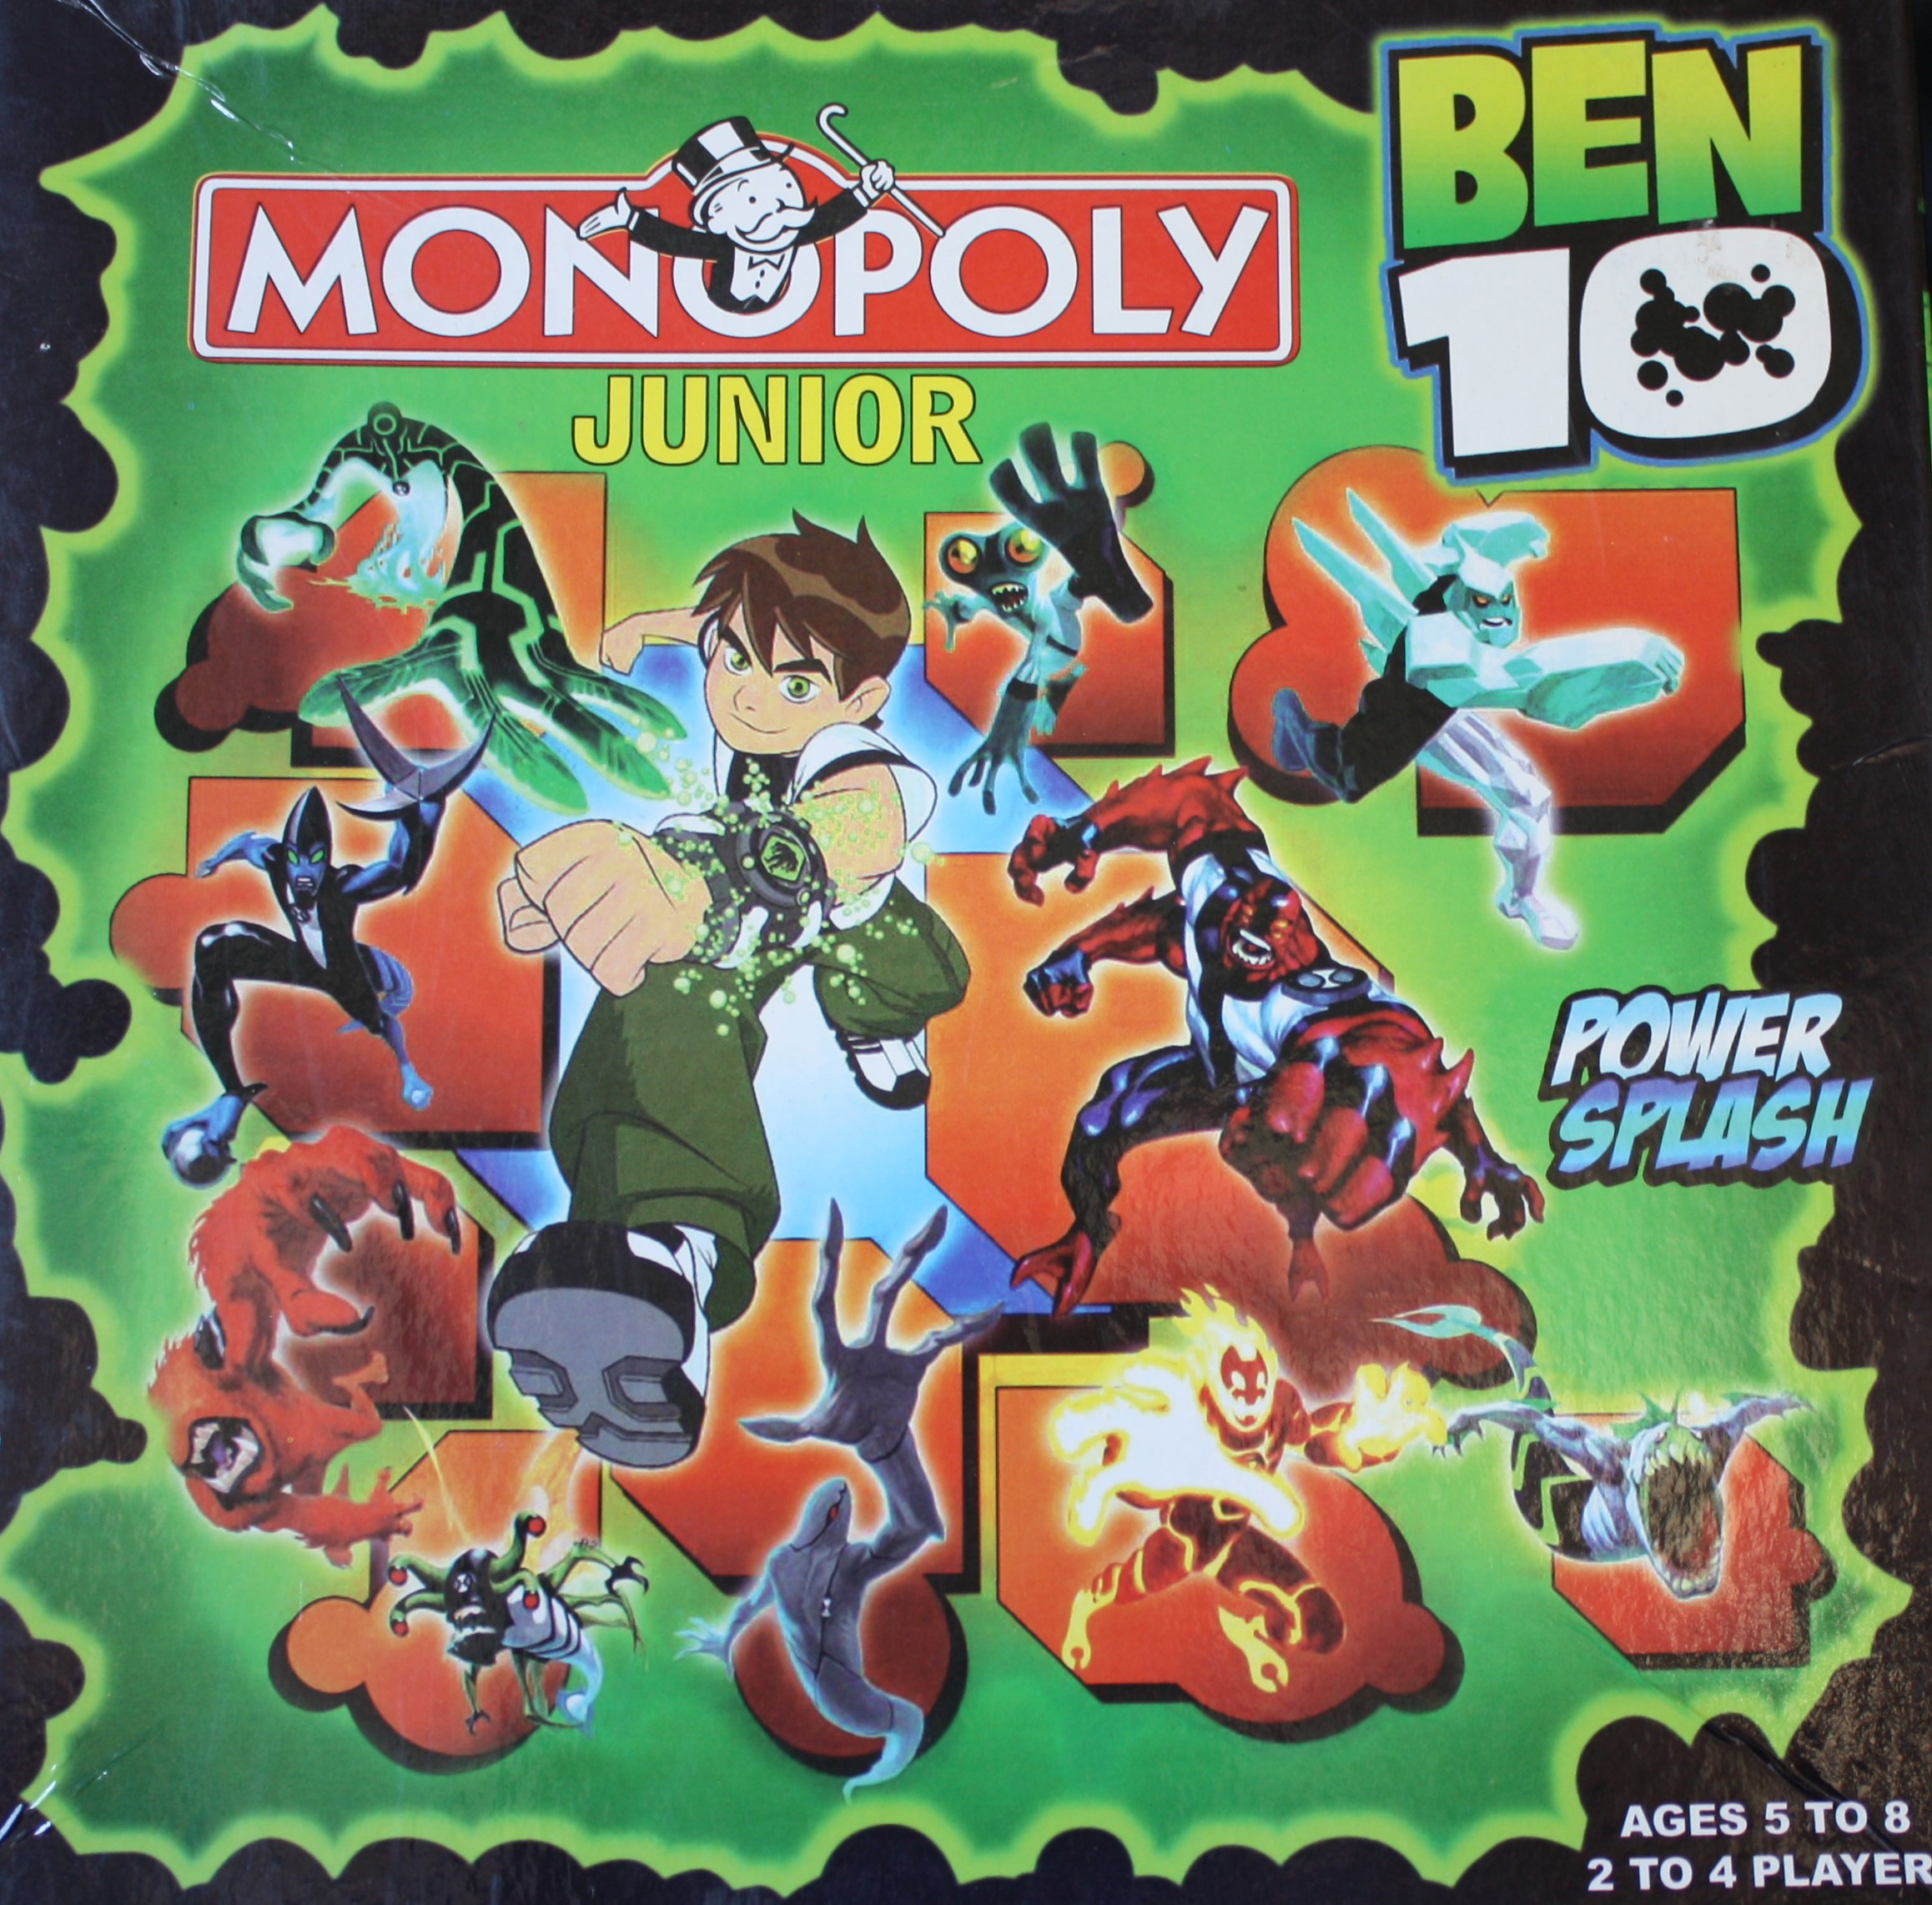 MONOPOLY
JUNIOR
BEN
10
POWER
SPLASH
AGES 5 TO 8
2 TO 4 PLAYER